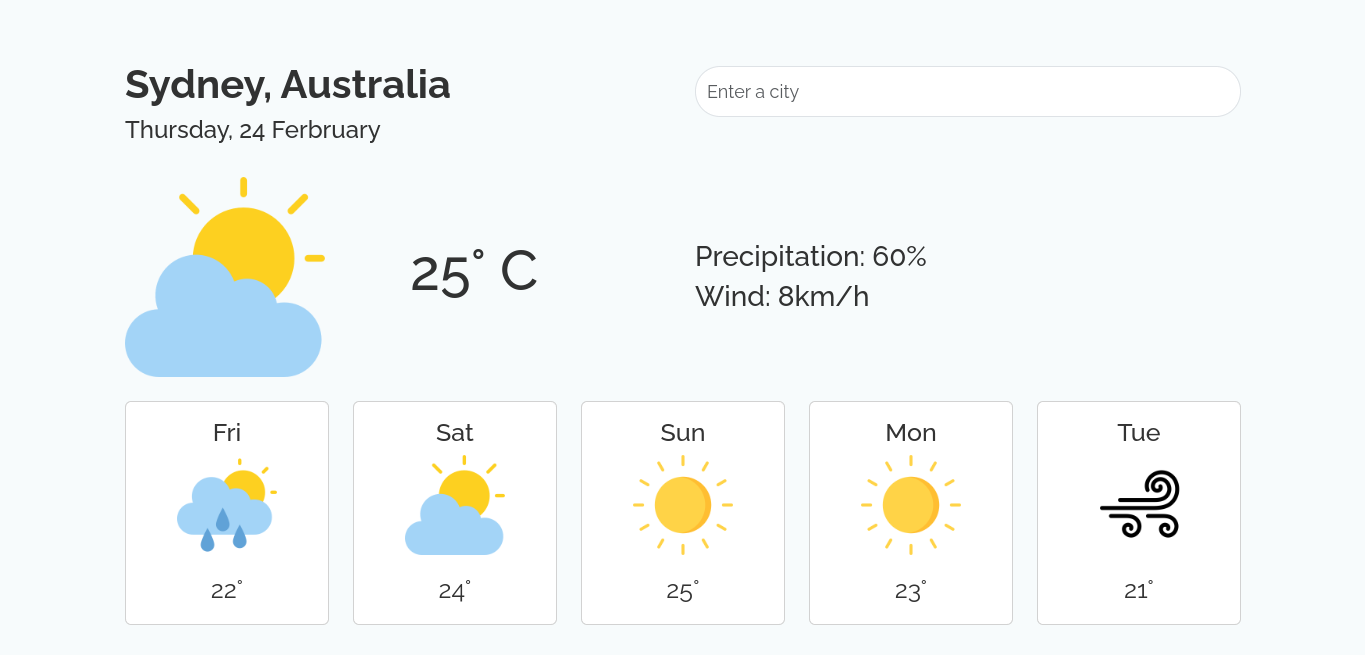 Sydney, Australia
Enter a city
Thursday, 24 Ferbruary
25° C
Precipitation: 60%
Wind: 8km/h
Fri
22°
Sat
24°
Sun
25°
Mon
23°
Tue
21°